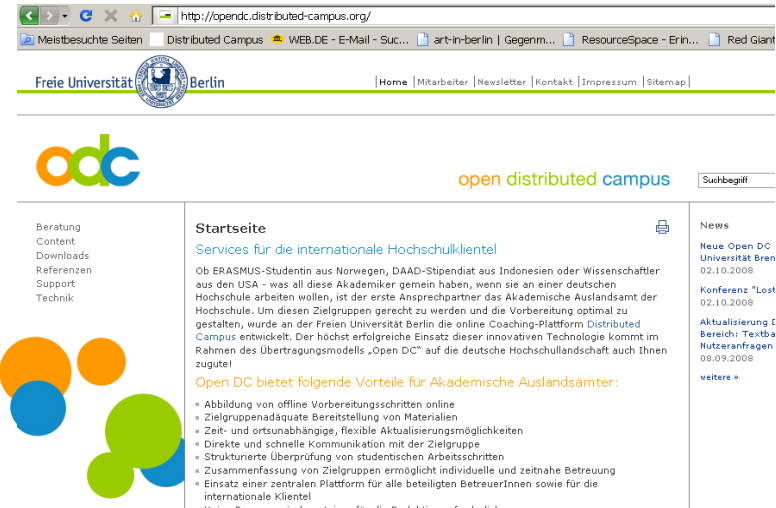 http://opendc.distributed-campus.org/
Meistbesuchte Seiten Distributed Campus WEB.DE - E-Mail - Suc... art-in-berlin | Gegenm... ResourceSpace - Erin... Red Giant
Freie Universität Berlin
|Home |Mitarbeiter |Newsletter |Kontakt |Impressum |Sitemap|
odc
open distributed campus
Suchbegriff
Beratung
Content
Downloads
Referenzen
Support
Technik
Startseite
Services für die internationale Hochschulklientel
Ob ERASMUS-Studentin aus Norwegen, DAAD-Stipendiat aus Indonesien oder Wissenschaftler
aus den USA - was all diese Akademiker gemein haben, wenn sie an einer deutschen
Hochschule arbeiten wollen, ist der erste Ansprechpartner das Akademische Auslandsamt der
Hochschule. Um diesen Zielgruppen gerecht zu werden und die Vorbereitung optimal zu
gestalten, wurde an der Freien Universität Berlin die online Coaching-Plattform Distributed
Campus entwickelt. Der höchst erfolgreiche Einsatz dieser innovativen Technologie kommt im
Rahmen des Übertragungsmodells „Open DC" auf die deutsche Hochschullandschaft auch Ihnen
zugute!
Open DC bietet folgende Vorteile für Akademische Auslandsämter:
Abbildung von offline Vorbereitungsschritten online
Zielgruppenadäquate Bereitstellung von Materialien
Zeit- und ortsunabhängige, flexible Aktualisierungsmöglichkeiten
Direkte und schnelle Kommunikation mit der Zielgruppe
Strukturierte Überprüfung von studentischen Arbeitsschritten
Zusammenfassung von Zielgruppen ermöglicht individuelle und zeitnahe Betreuung
Einsatz einer zentralen Plattform für alle beteiligten BetreuerInnen sowie für die
internationale Klientel
News
Neue Open DC
Universität Bren
02.10.2008
Konferenz "Lost
02.10.2008
Aktualisierung D
Bereich: Textba
Nutzeranfragen
08.09.2008
weitere »